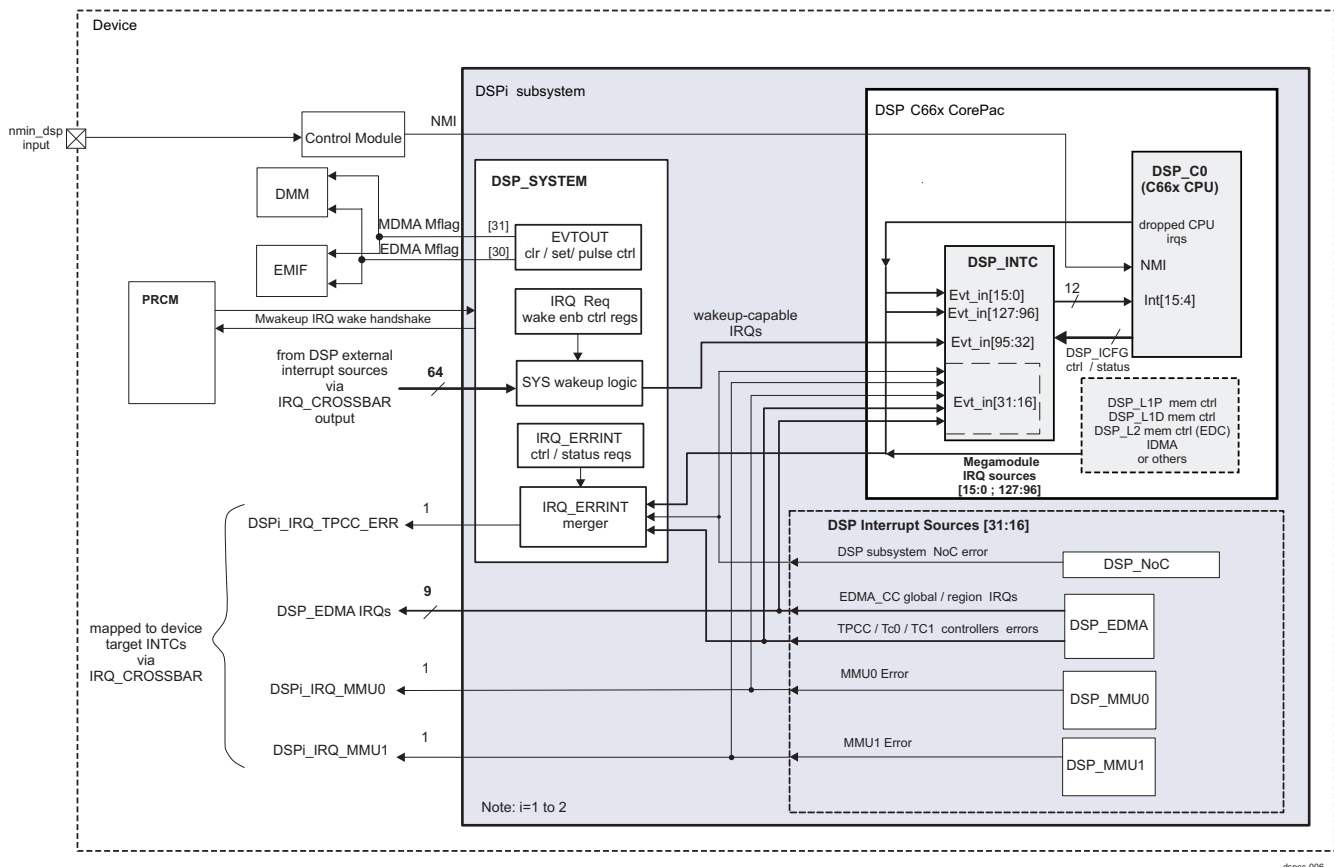 Device
DSPi subsystem
DSP C66x CorePac
nmin_dsp
input
Control Module
NMI
DSP_SYSTEM
DSP_C0
(C66x CPU)
DMM
MDMA Mflag
[31]
EVTOUT
clr / set/ pulse ctrl
EDMA Mflag
[30]
EMIF
dropped CPU
irqs
NMI
DSP_INTC
12
Int[15:4]
Evt_in[15:0]
Evt_in[127:96]
Evt_in[95:32]
Evt_in[31:16]
DSP_ICFG
ctrl / status
PRCM
IRQ Req
wake enb ctrl regs
Mwakeup IRQ wake handshake
wakeup-capable
IRQs
from DSP external
interrupt sources
via
IRQ_CROSSBAR
output
64
SYS wakeup logic
DSP_L1P mem ctrl
DSP_L1D mem ctrl
DSP_L2 mem ctrl (EDC)
IDMA
or others
IRQ_ERRINT
ctrl / status reqs
Megamodule
IRQ sources
[15:0 ; 127:96]
IRQ_ERRINT
merger
DSPi_IRQ_TPCC_ERR
1
DSP Interrupt Sources [31:16]
DSP subsystem NoC error
DSP_NoC
DSP_EDMA IRQs
9
EDMA_CC global / region IRQs
DSP_EDMA
TPCC / Tc0 / TC1 controllers errors
mapped to device
target INTCs
via
IRQ_CROSSBAR
DSPi_IRQ_MMU0
1
MMU0 Error
DSP_MMU0
DSPi_IRQ_MMU1
1
MMU1 Error
DSP_MMU1
Note: i=1 to 2
dspss-006